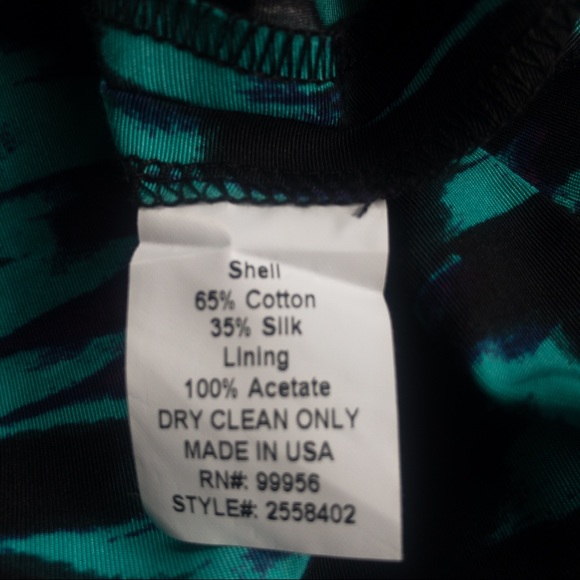 Shell
65% Cotton
35% Silk
Lining
100% Acetate
DRY CLEAN ONLY
MADE IN USA
RN#: 99956
STYLE#: 2558402